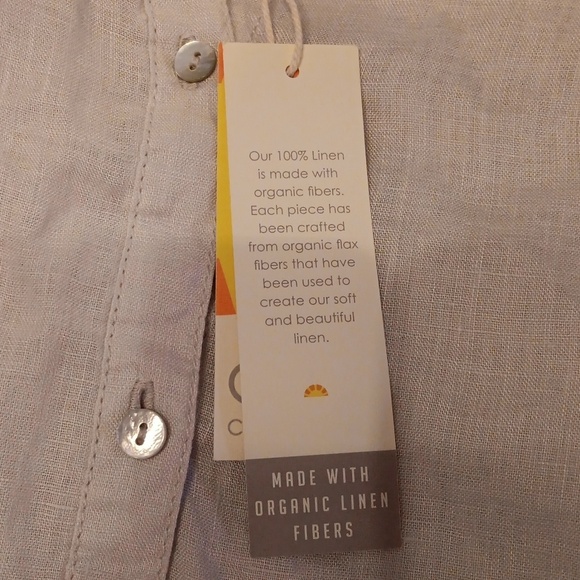 Our 100% Linen
is made with
organic fibers.
Each piece has
been crafted
from organic flax
fibers that have
been used to
create our soft
and beautiful
linen.
MADE WITH
ORGANIC LINEN
FIBERS